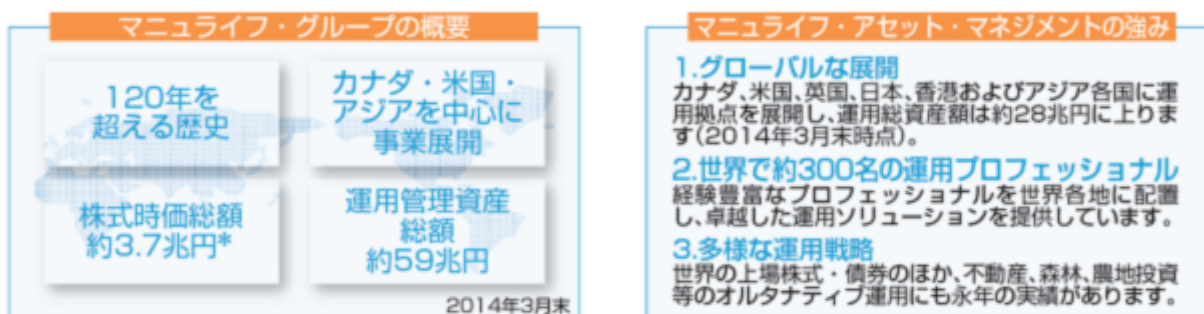 マニュライフ・グループの概要
120年を
超える歴史
カナダ・米国・
アジアを中心に
事業展開
株式時価総額
約3.7兆円*
運用管理資産
総額
約59兆円
2014年3月末
マニュライフ・アセット・マネジメントの強み
1.グローバルな展開
カナダ、米国、英国、日本、香港およびアジア各国に運
用拠点を展開し、運用総資産額は約28兆円に上りま
す(2014年3月末時点)。
2.世界で約300名の運用プロフェッショナル
経験豊富なプロフェッショナルを世界各地に配置
し、卓越した運用ソリューションを提供しています。
3.多様な運用戦略
世界の上場株式・債券のほか、不動産、森林、農地投資
等のオルタナティブ運用にも永年の実績があります。